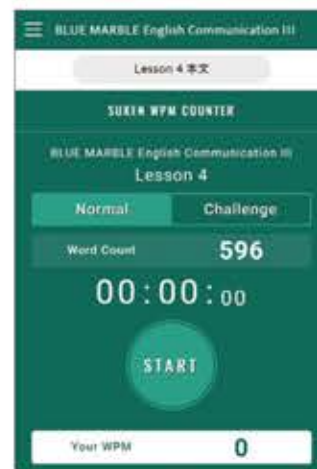 BLUE MARBLE English Communication III
Lesson 4 本文
SUKEN WPM COUNTER
BLUE MARBLE English Communication III
Lesson 4
Normal Challenge
Word Count 596
00:00:00
START
Your WPM 0